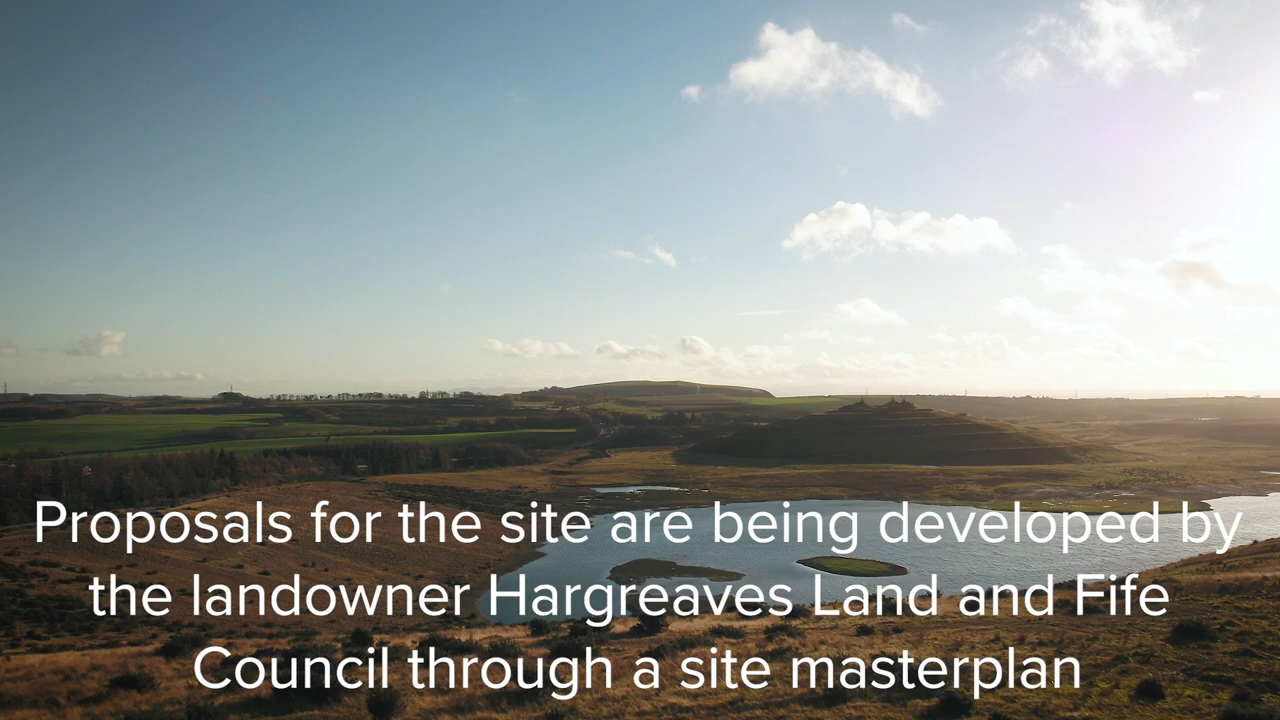 Proposals for the site are being developed by
the landowner Hargreaves Land and Fife
Council through a site masterplan